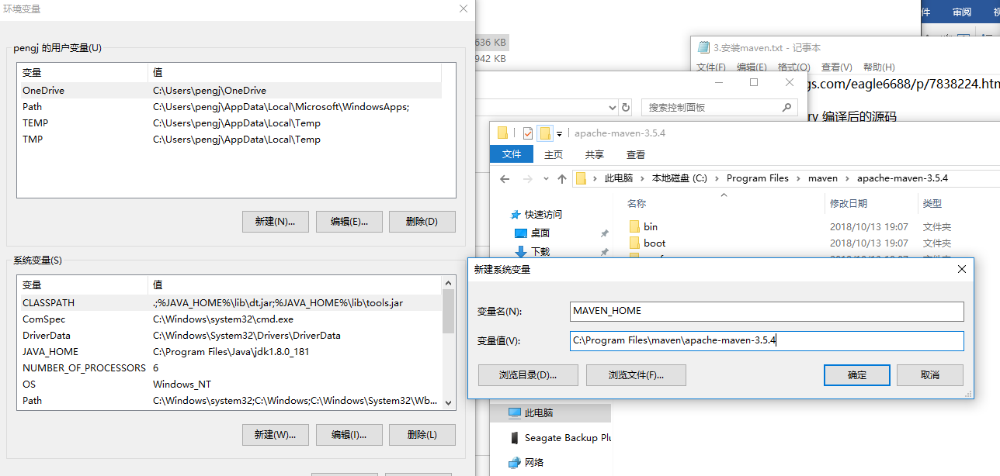 环境变量
pengj 的用户变量(U)
变量 值
OneDrive C:\Users\pengj\OneDrive
Path C:\Users\pengj\AppData\Local\Microsoft\WindowsApps;
TEMP C:\Users\pengj\AppData\Local\Temp
TMP C:\Users\pengj\AppData\Local\Temp
新建(N)... 编辑(E)... 删除(D)
系统变量(S)
变量 值
CLASSPATH .;%JAVA_HOME%\lib\dt.jar;%JAVA_HOME%\lib\tools.jar
ComSpec C:\Windows\system32\cmd.exe
DriverData C:\Windows\System32\Drivers\DriverData
JAVA_HOME C:\Program Files\Java\jdk1.8.0_181
NUMBER_OF_PROCESSORS 6
OS Windows_NT
Path C:\Windows\system32;C:\Windows;C:\Windows\System32\Wb...
新建(W)... 编辑(I)... 删除(L)
636 KB
942 KB
件 审阅
3.安装maven.txt - 记事本
文件(F) 编辑(E) 格式(O) 查看(V) 帮助(H)
gs.com/eagle6688/p/7838224.htm
ry 编译后的源码
搜索控制面板
apache-maven-3.5.4
文件 主页 共享 查看
此电脑 › 本地磁盘 (C:) › Program Files › maven › apache-maven-3.5.4
名称 修改日期 类型
快速访问
桌面
下载
bin 2018/10/13 19:07 文件夹
boot 2018/10/13 19:07 文件夹
新建系统变量
变量名(N): MAVEN_HOME
变量值(V): C:\Program Files\maven\apache-maven-3.5.4
浏览目录(D)... 浏览文件(F)... 确定 取消
此电脑
Seagate Backup Plu
网络